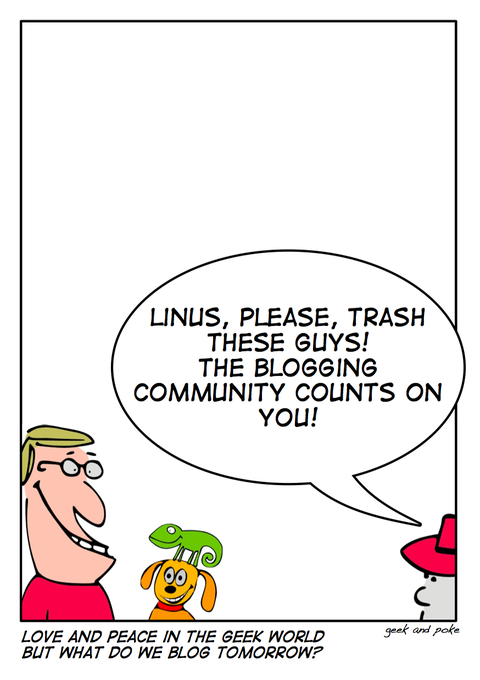 LINUS, PLEASE, TRASH
THESE GUYS!
THE BLOGGING
COMMUNITY COUNTS ON
YOU!
geek and poke
LOVE AND PEACE IN THE GEEK WORLD
BUT WHAT DO WE BLOG TOMORROW?